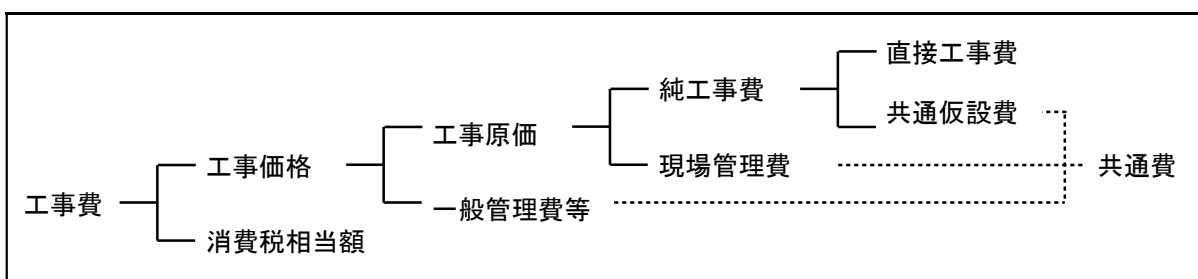 直接工事費
純工事費
共通仮設費
工事原価
工事価格
現場管理費
共通費
工事費
一般管理費等
消費税相当額